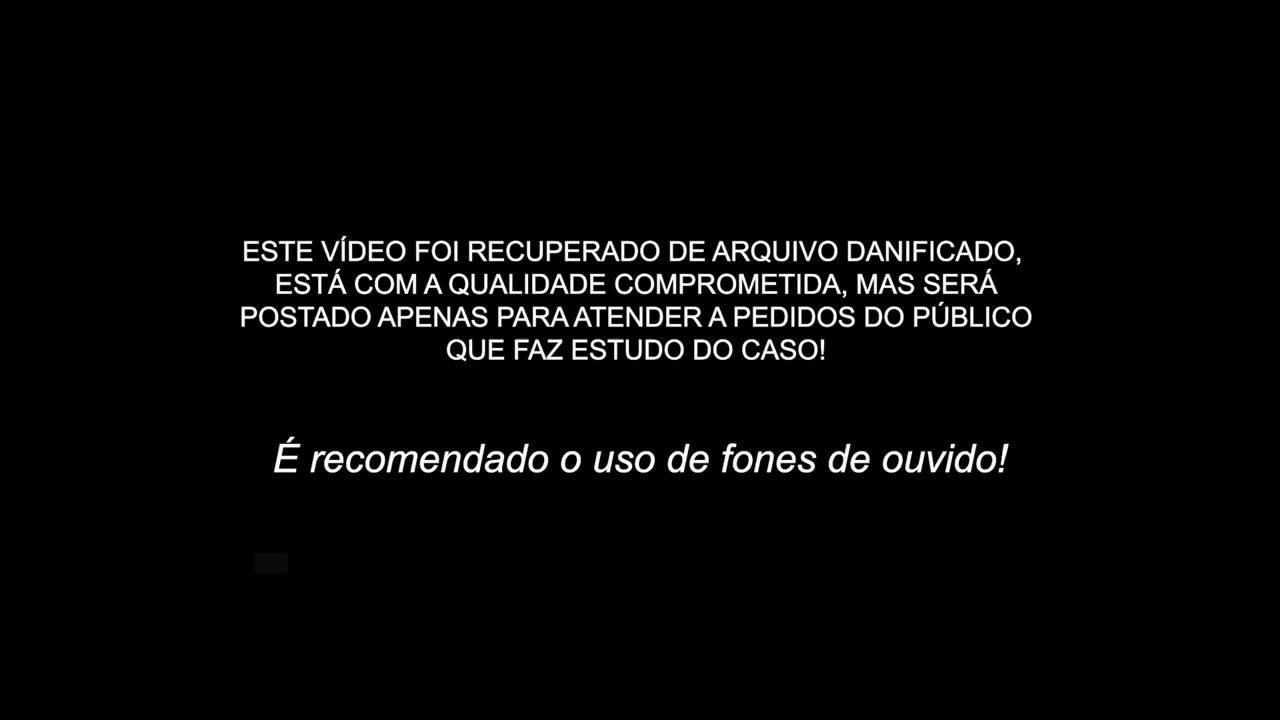 ESTE VÍDEO FOI RECUPERADO DE ARQUIVO DANIFICADO,
ESTÁ COM A QUALIDADE COMPROMETIDA, MAS SERÁ
POSTADO APENAS PARA ATENDER A PEDIDOS DO PÚBLICO
QUE FAZ ESTUDO DO CASO!
É recomendado o uso de fones de ouvido!